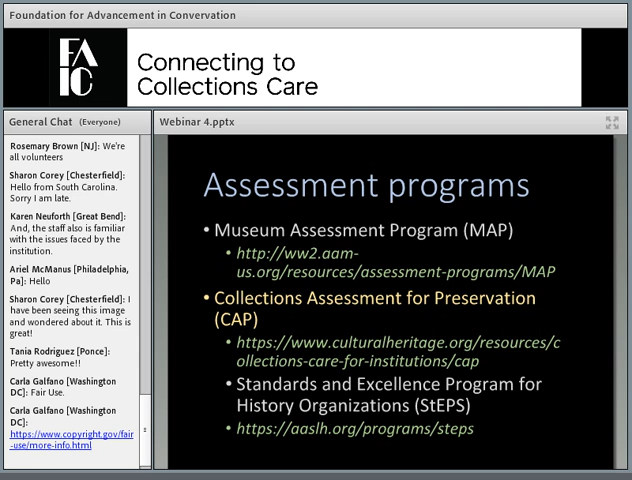 Foundation for Advancement in Convervation
FA
IC
Connecting to
Collections Care
General Chat (Everyone)
Rosemary Brown [NJ]: We're
all volunteers
Sharon Corey [Chesterfield]:
Hello from South Carolina.
Sorry I am late.
Karen Neuforth [Great Bend]:
And, the staff also is familiar
with the issues faced by the
institution.
Ariel McManus [Philadelphia,
Pa]: Hello
Sharon Corey [Chesterfield]: I
have been seeing this image
and wondered about it. This is
great!
Tania Rodriguez [Ponce]:
Pretty awesome!!
Carla Galfano [Washington
DC]: Fair Use.
Carla Galfano [Washington
DC]:
https://www.copyright.gov/fair
-use/more-info.html
Webinar 4.pptx
Assessment programs
• Museum Assessment Program (MAP)
• http://ww2.aam-
us.org/resources/assessment-programs/MAP
• Collections Assessment for Preservation
(CAP)
• https://www.culturalheritage.org/resources/c
ollections-care-for-institutions/cap
• Standards and Excellence Program for
History Organizations (StEPS)
• https://aaslh.org/programs/steps